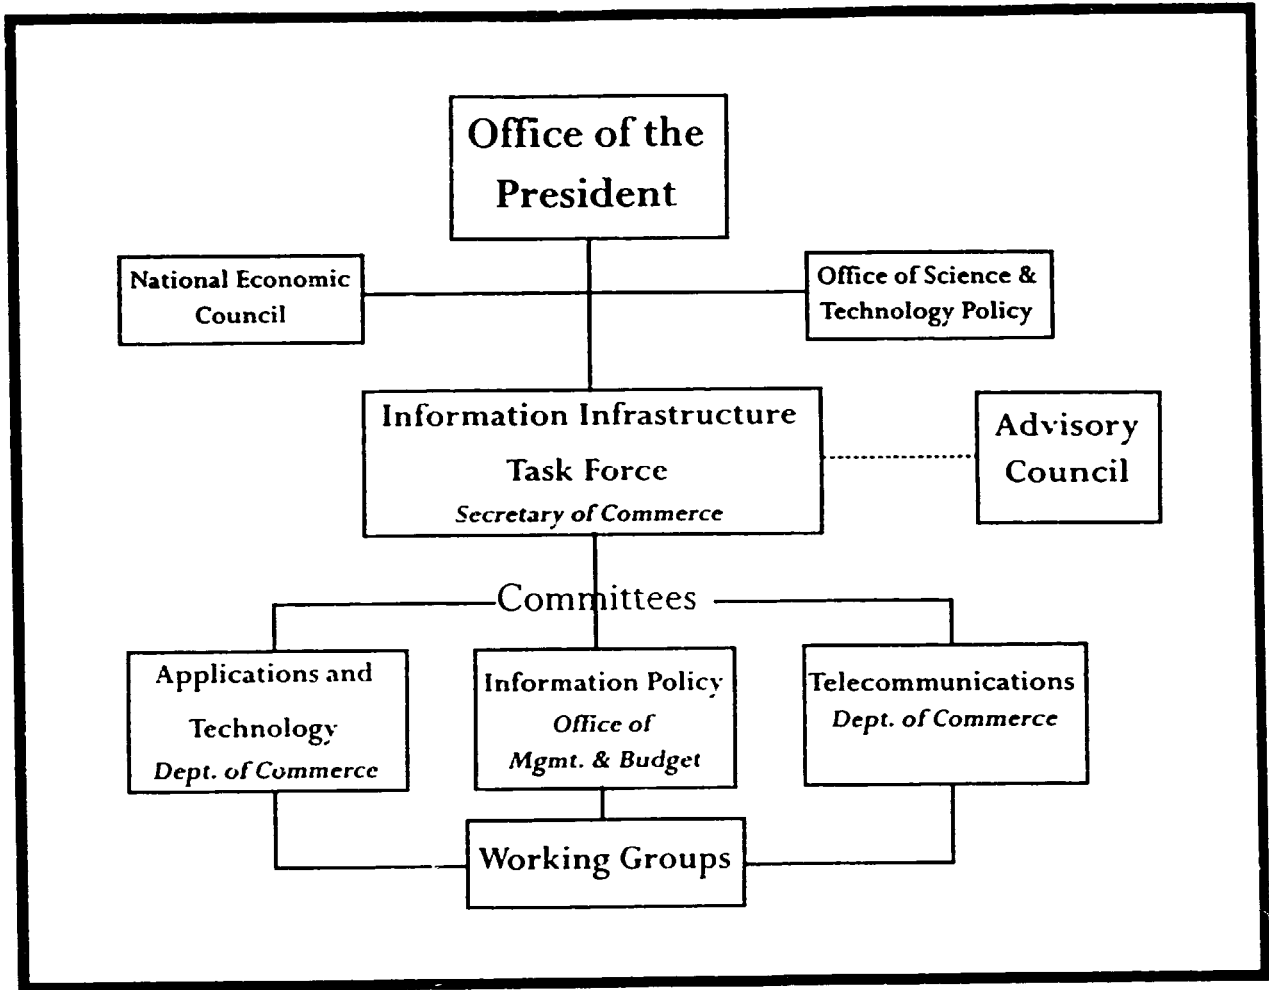 Office of the
President
National Economic
Council
Office of Science &
Technology Policy
Information Infrastructure
Task Force
Secretary of Commerce
Advisory
Council
Committees
Applications and
Technology
Dept. of Commerce
Information Policy
Office of
Mgmt. & Budget
Telecommunications
Dept. of Commerce
Working Groups